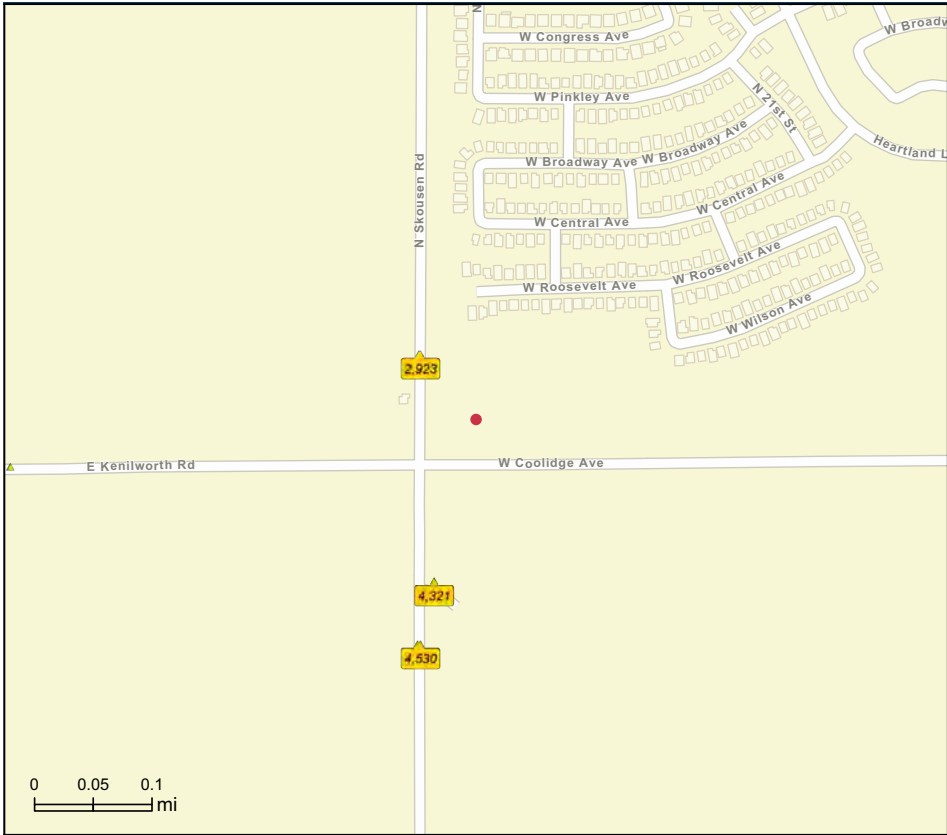 N
W Congress Ave
W Broadw
W Pinkley Ave
N 21st St
W Broadway Ave
W Broadway Ave
Heartland L
N Skousen Rd
W Central Ave
W Central Ave
W Roosevelt Ave
W Roosevelt Ave
W Wilson Ave
2,923
E Kenilworth Rd
W Coolidge Ave
4,321
4,530
0 0.05 0.1
mi